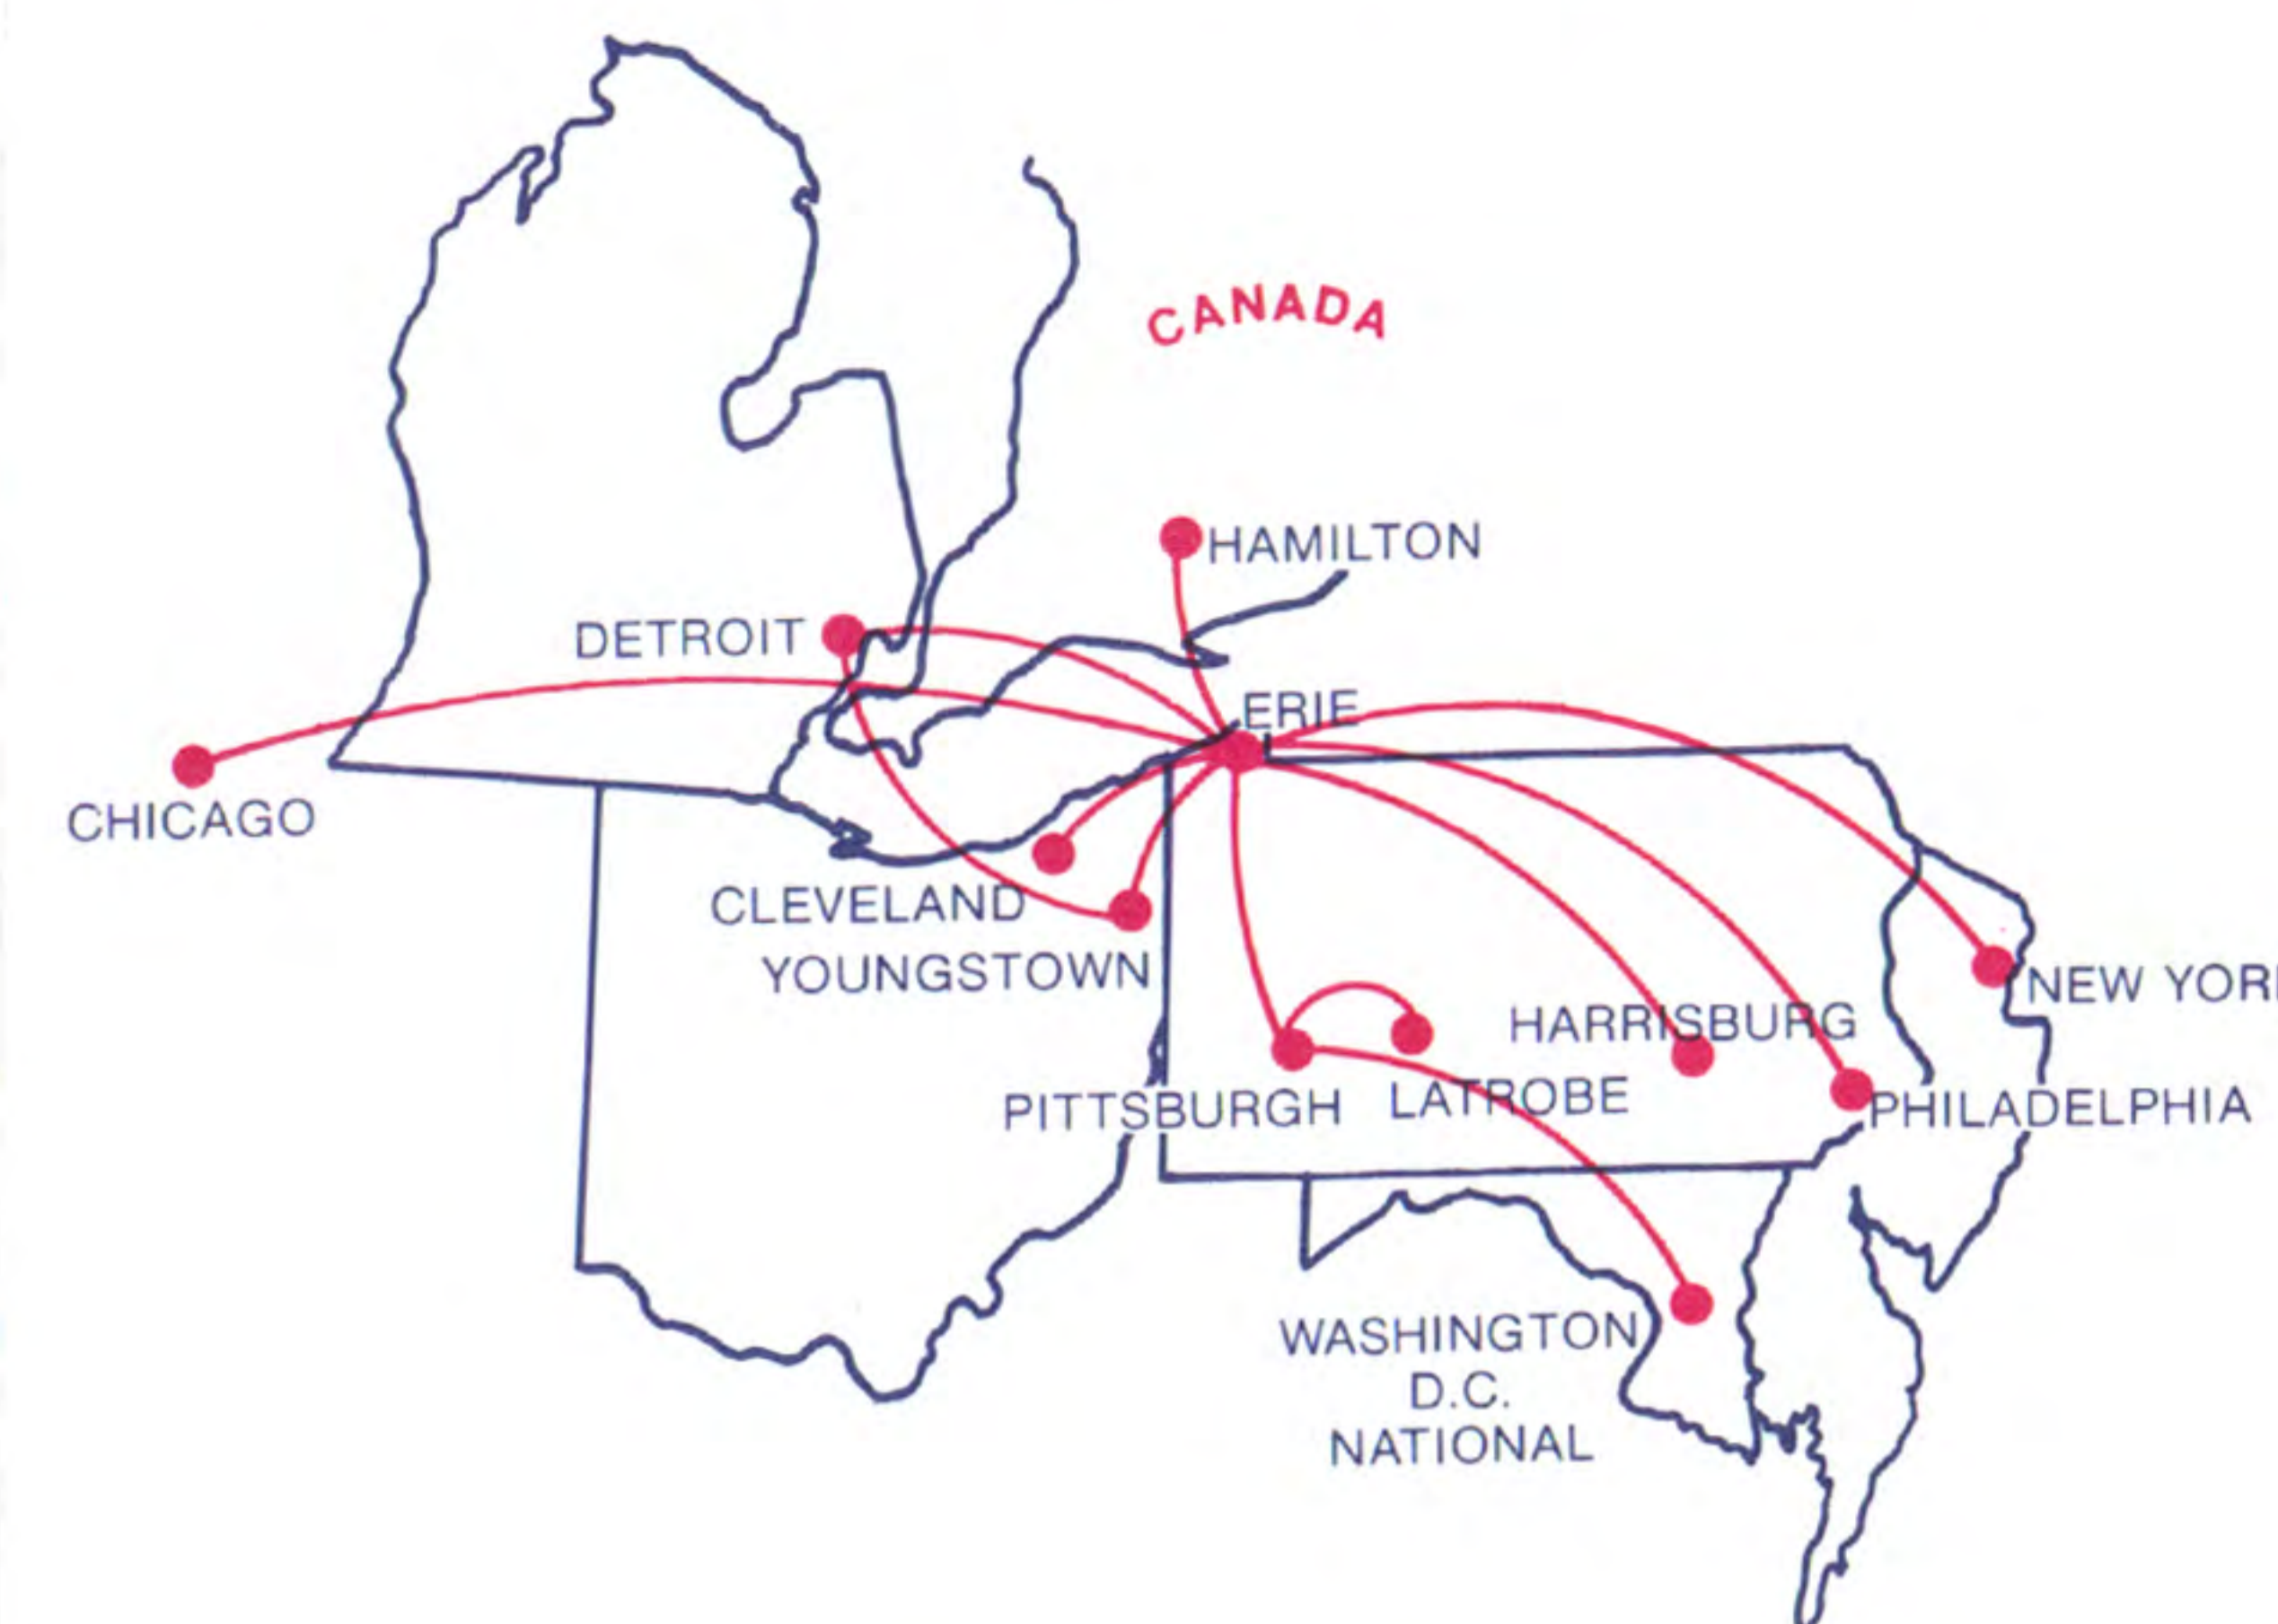 CANADA
HAMILTON
DETROIT
ERIE
CHICAGO
CLEVELAND
YOUNGSTOWN
NEW YOR
HARRISBURG
PITTSBURGH
LATROBE
PHILADELPHIA
WASHINGTON
D.C.
NATIONAL